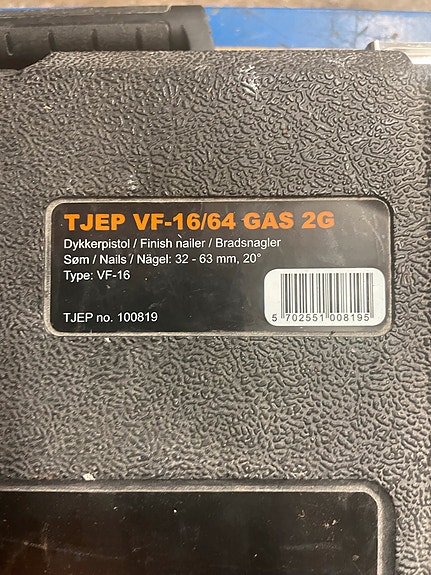 TJEP VF-16/64 GAS 2G
Dykkerpistol / Finish nailer / Bradsnagler
Søm / Nails / Nägel: 32 - 63 mm, 20°
Type: VF-16
TJEP no. 100819
5 702551 008195